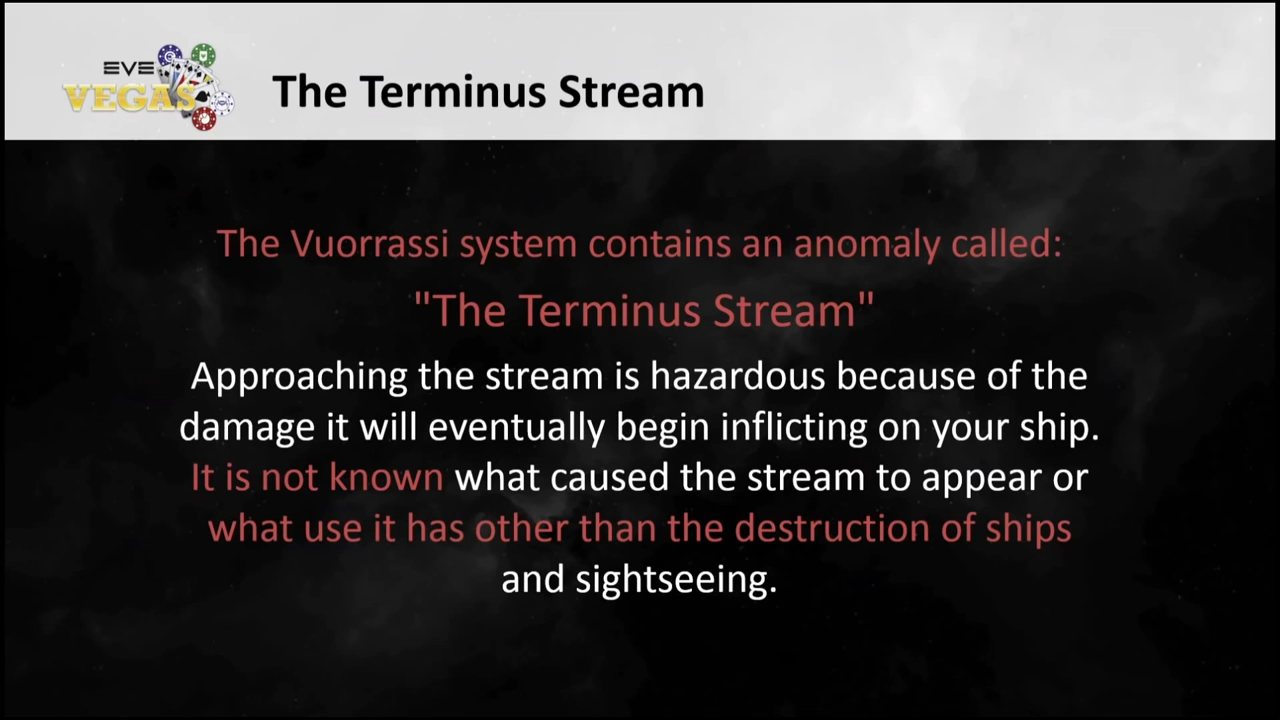 EVE
VEGAS
The Terminus Stream
The Vuorrassi system contains an anomaly called:
"The Terminus Stream"
Approaching the stream is hazardous because of the
damage it will eventually begin inflicting on your ship.
It is not known what caused the stream to appear or
what use it has other than the destruction of ships
and sightseeing.